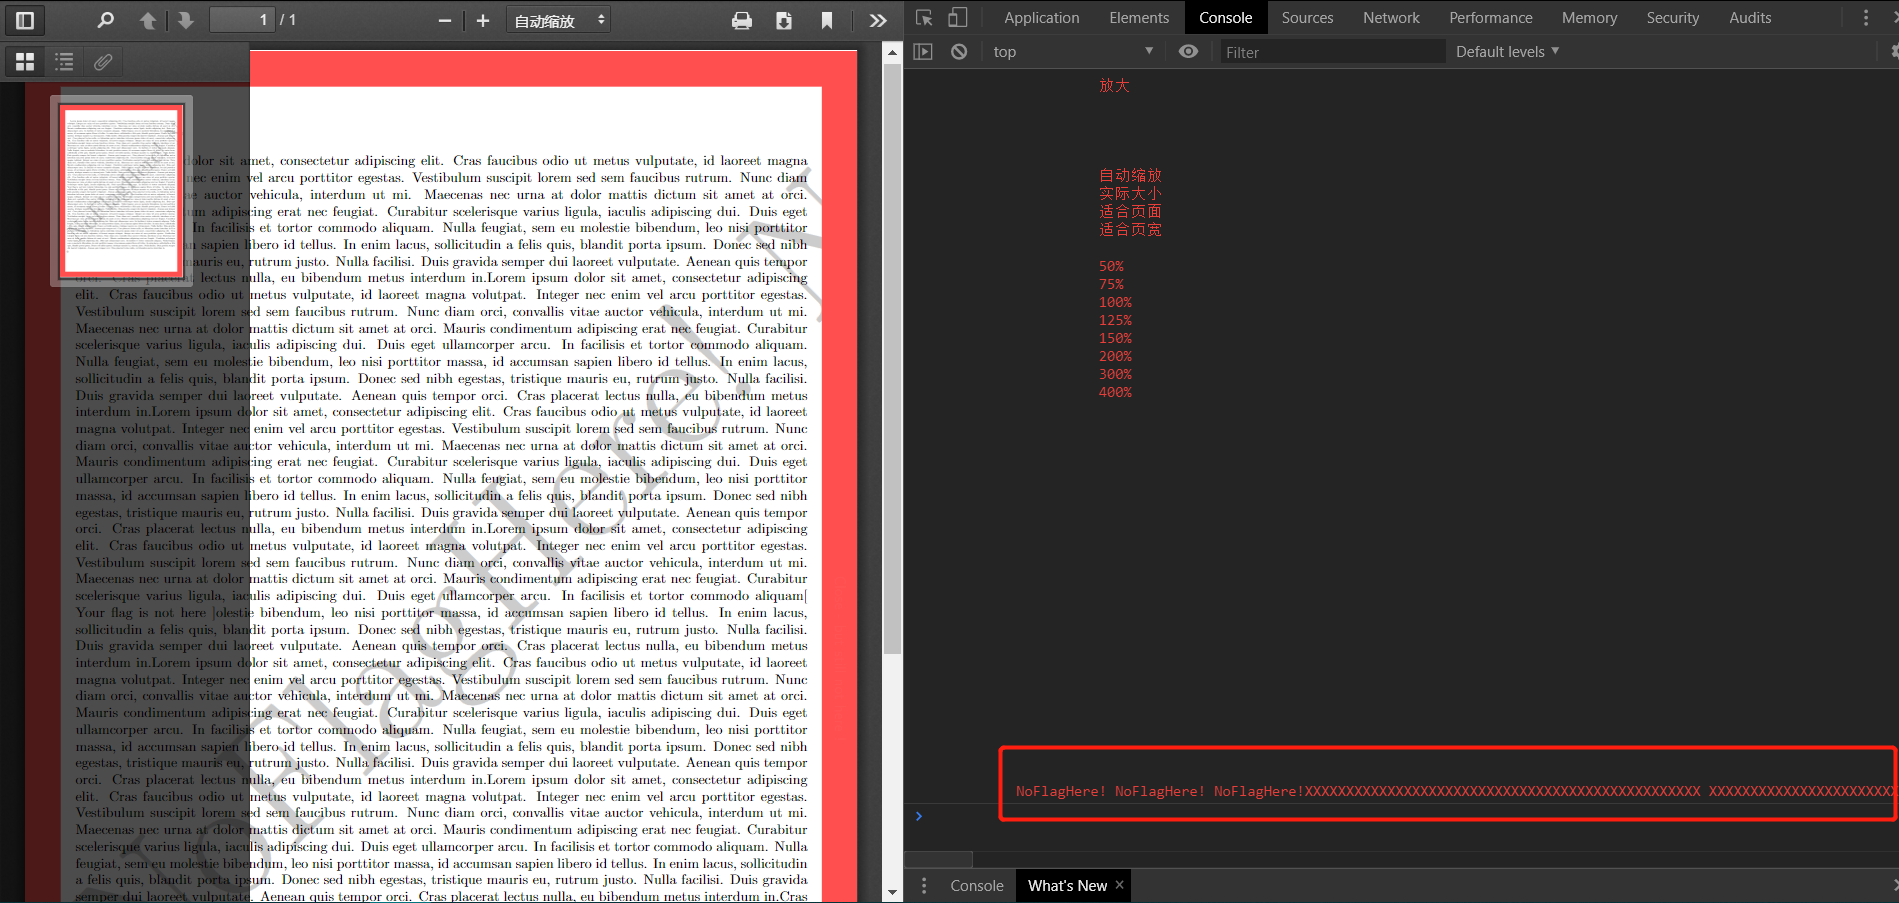 1 / 1
自动缩放
Application Elements Console Sources Network Performance Memory Security Audits
top
Filter
Default levels
dolor sit amet, consectetur adipiscing elit. Cras faucibus odio ut metus vulputate, id laoreet magna
nec enim vel arcu porttitor egestas. Vestibulum suscipit lorem sed sem faucibus rutrum. Nunc diam
auctor vehicula, interdum ut mi. Maecenas nec urna at dolor mattis dictum sit amet at orci.
adipiscing erat nec feugiat. Curabitur scelerisque varius ligula, iaculis adipiscing dui. Duis eget
In facilisis et tortor commodo aliquam. Nulla feugiat, sem eu molestie bibendum, leo nisi porttitor
sapien libero id tellus. In enim lacus, sollicitudin a felis quis, blandit porta ipsum. Donec sed nibh
mauris eu, rutrum justo. Nulla facilisi. Duis gravida semper dui laoreet vulputate. Aenean quis tempor
orci. Cras placerat lectus nulla, eu bibendum metus interdum in.Lorem ipsum dolor sit amet, consectetur adipiscing
elit. Cras faucibus odio ut metus vulputate, id laoreet magna volutpat. Integer nec enim vel arcu porttitor egestas.
Vestibulum suscipit lorem sed sem faucibus rutrum. Nunc diam orci, convallis vitae auctor vehicula, interdum ut mi.
Maecenas nec urna at dolor mattis dictum sit amet at orci. Mauris condimentum adipiscing erat nec feugiat. Curabitur
scelerisque varius ligula, iaculis adipiscing dui. Duis eget ullamcorper arcu. In facilisis et tortor commodo aliquam.
Nulla feugiat, sem eu molestie bibendum, leo nisi porttitor massa, id accumsan sapien libero id tellus. In enim lacus,
sollicitudin a felis quis, blandit porta ipsum. Donec sed nibh egestas, tristique mauris eu, rutrum justo. Nulla facilisi.
Duis gravida semper dui laoreet vulputate. Aenean quis tempor orci. Cras placerat lectus nulla, eu bibendum metus
interdum in.Lorem ipsum dolor sit amet, consectetur adipiscing elit. Cras faucibus odio ut metus vulputate, id laoreet
magna volutpat. Integer nec enim vel arcu porttitor egestas. Vestibulum suscipit lorem sed sem faucibus rutrum. Nunc
diam orci, convallis vitae auctor vehicula, interdum ut mi. Maecenas nec urna at dolor mattis dictum sit amet at orci.
Mauris condimentum adipiscing erat nec feugiat. Curabitur scelerisque varius ligula, iaculis adipiscing dui. Duis eget
ullamcorper arcu. In facilisis et tortor commodo aliquam. Nulla feugiat, sem eu molestie bibendum, leo nisi porttitor
massa, id accumsan sapien libero id tellus. In enim lacus, sollicitudin a felis quis, blandit porta ipsum. Donec sed nibh
egestas, tristique mauris eu, rutrum justo. Nulla facilisi. Duis gravida semper dui laoreet vulputate. Aenean quis tempor
orci. Cras placerat lectus nulla, eu bibendum metus interdum in.Lorem ipsum dolor sit amet, consectetur adipiscing
elit. Cras faucibus odio ut metus vulputate, id laoreet magna volutpat. Integer nec enim vel arcu porttitor egestas.
Vestibulum suscipit lorem sed sem faucibus rutrum. Nunc diam orci, convallis vitae auctor vehicula, interdum ut mi.
Maecenas nec urna at dolor mattis dictum sit amet at orci. Mauris condimentum adipiscing erat nec feugiat. Curabitur
scelerisque varius ligula, iaculis adipiscing dui. Duis eget ullamcorper arcu. In facilisis et tortor commodo aliquam|
Your flag is not here |olestie bibendum, leo nisi porttitor massa, id accumsan sapien libero id tellus. In enim lacus,
sollicitudin a felis quis, blandit porta ipsum. Donec sed nibh egestas, tristique mauris eu, rutrum justo. Nulla facilisi.
Duis gravida semper dui laoreet vulputate. Aenean quis tempor orci. Cras placerat lectus nulla, eu bibendum metus
interdum in.Lorem ipsum dolor sit amet, consectetur adipiscing elit. Cras faucibus odio ut metus vulputate, id laoreet
magna volutpat. Integer nec enim vel arcu porttitor egestas. Vestibulum suscipit lorem sed sem faucibus rutrum. Nunc
diam orci, convallis vitae auctor vehicula, interdum ut mi. Maecenas nec urna at dolor mattis dictum sit amet at orci.
Mauris condimentum adipiscing erat nec feugiat. Curabitur scelerisque varius ligula, iaculis adipiscing dui. Duis eget
ullamcorper arcu. In facilisis et tortor commodo aliquam. Nulla feugiat, sem eu molestie bibendum, leo nisi porttitor
massa, id accumsan sapien libero id tellus. In enim lacus, sollicitudin a felis quis, blandit porta ipsum. Donec sed nibh
egestas, tristique mauris eu, rutrum justo. Nulla facilisi. Duis gravida semper dui laoreet vulputate. Aenean quis tempor
orci. Cras placerat lectus nulla, eu bibendum metus interdum in.Lorem ipsum dolor sit amet, consectetur adipiscing
elit. Cras faucibus odio ut metus vulputate, id laoreet magna volutpat. Integer nec enim vel arcu porttitor egestas.
Vestibulum suscipit lorem sed sem faucibus rutrum. Nunc diam orci, convallis vitae auctor vehicula, interdum ut mi.
Maecenas nec urna at dolor mattis dictum sit amet at orci. Mauris condimentum adipiscing erat nec feugiat. Curabitur
scelerisque varius ligula, iaculis adipiscing dui. Duis eget ullamcorper arcu. In facilisis et tortor commodo aliquam. Nulla
feugiat, sem eu molestie bibendum, leo nisi porttitor massa, id accumsan sapien libero id tellus. In enim lacus, sollicitudin
a felis quis, blandit porta ipsum. Donec sed nibh egestas, tristique mauris eu, rutrum justo. Nulla facilisi. Duis gravida
semper dui laoreet vulputate. Aenean quis tempor orci. Cras placerat lectus nulla, eu bibendum metus interdum in.Cras
NoFlagHere! N
放大
自动缩放
实际大小
适合页面
适合页宽
50%
75%
100%
125%
150%
200%
300%
400%
NoFlagHere! NoFlagHere! NoFlagHere!XXXXXXXXXXXXXXXXXXXXXXXXXXXXXXXXXXXXXXXXXXXXXXXX XXXXXXXXXXXXXXXXXXXXXXX
Console
What's New